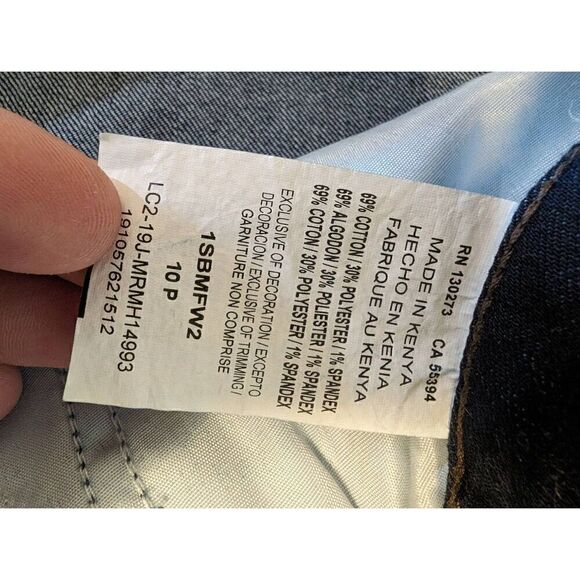 RN 130273 CA 55394
MADE IN KENYA
HECHO EN KENIA
FABRIQUE AU KENYA
69% COTTON / 30% POLYESTER / 1% SPANDEX
69% ALGODON / 30% POLIESTER / 1% SPANDEX
69% COTON / 30% POLYESTER / 1% SPANDEX
EXCLUSIVE OF DECORATION / EXCEPTO
DECORACION / EXCLUSIVE OF TRIMMING /
GARNITURE NON COMPRISE
1SBMFW2
10 P
LC2-19J-MRMH14993
191057621512